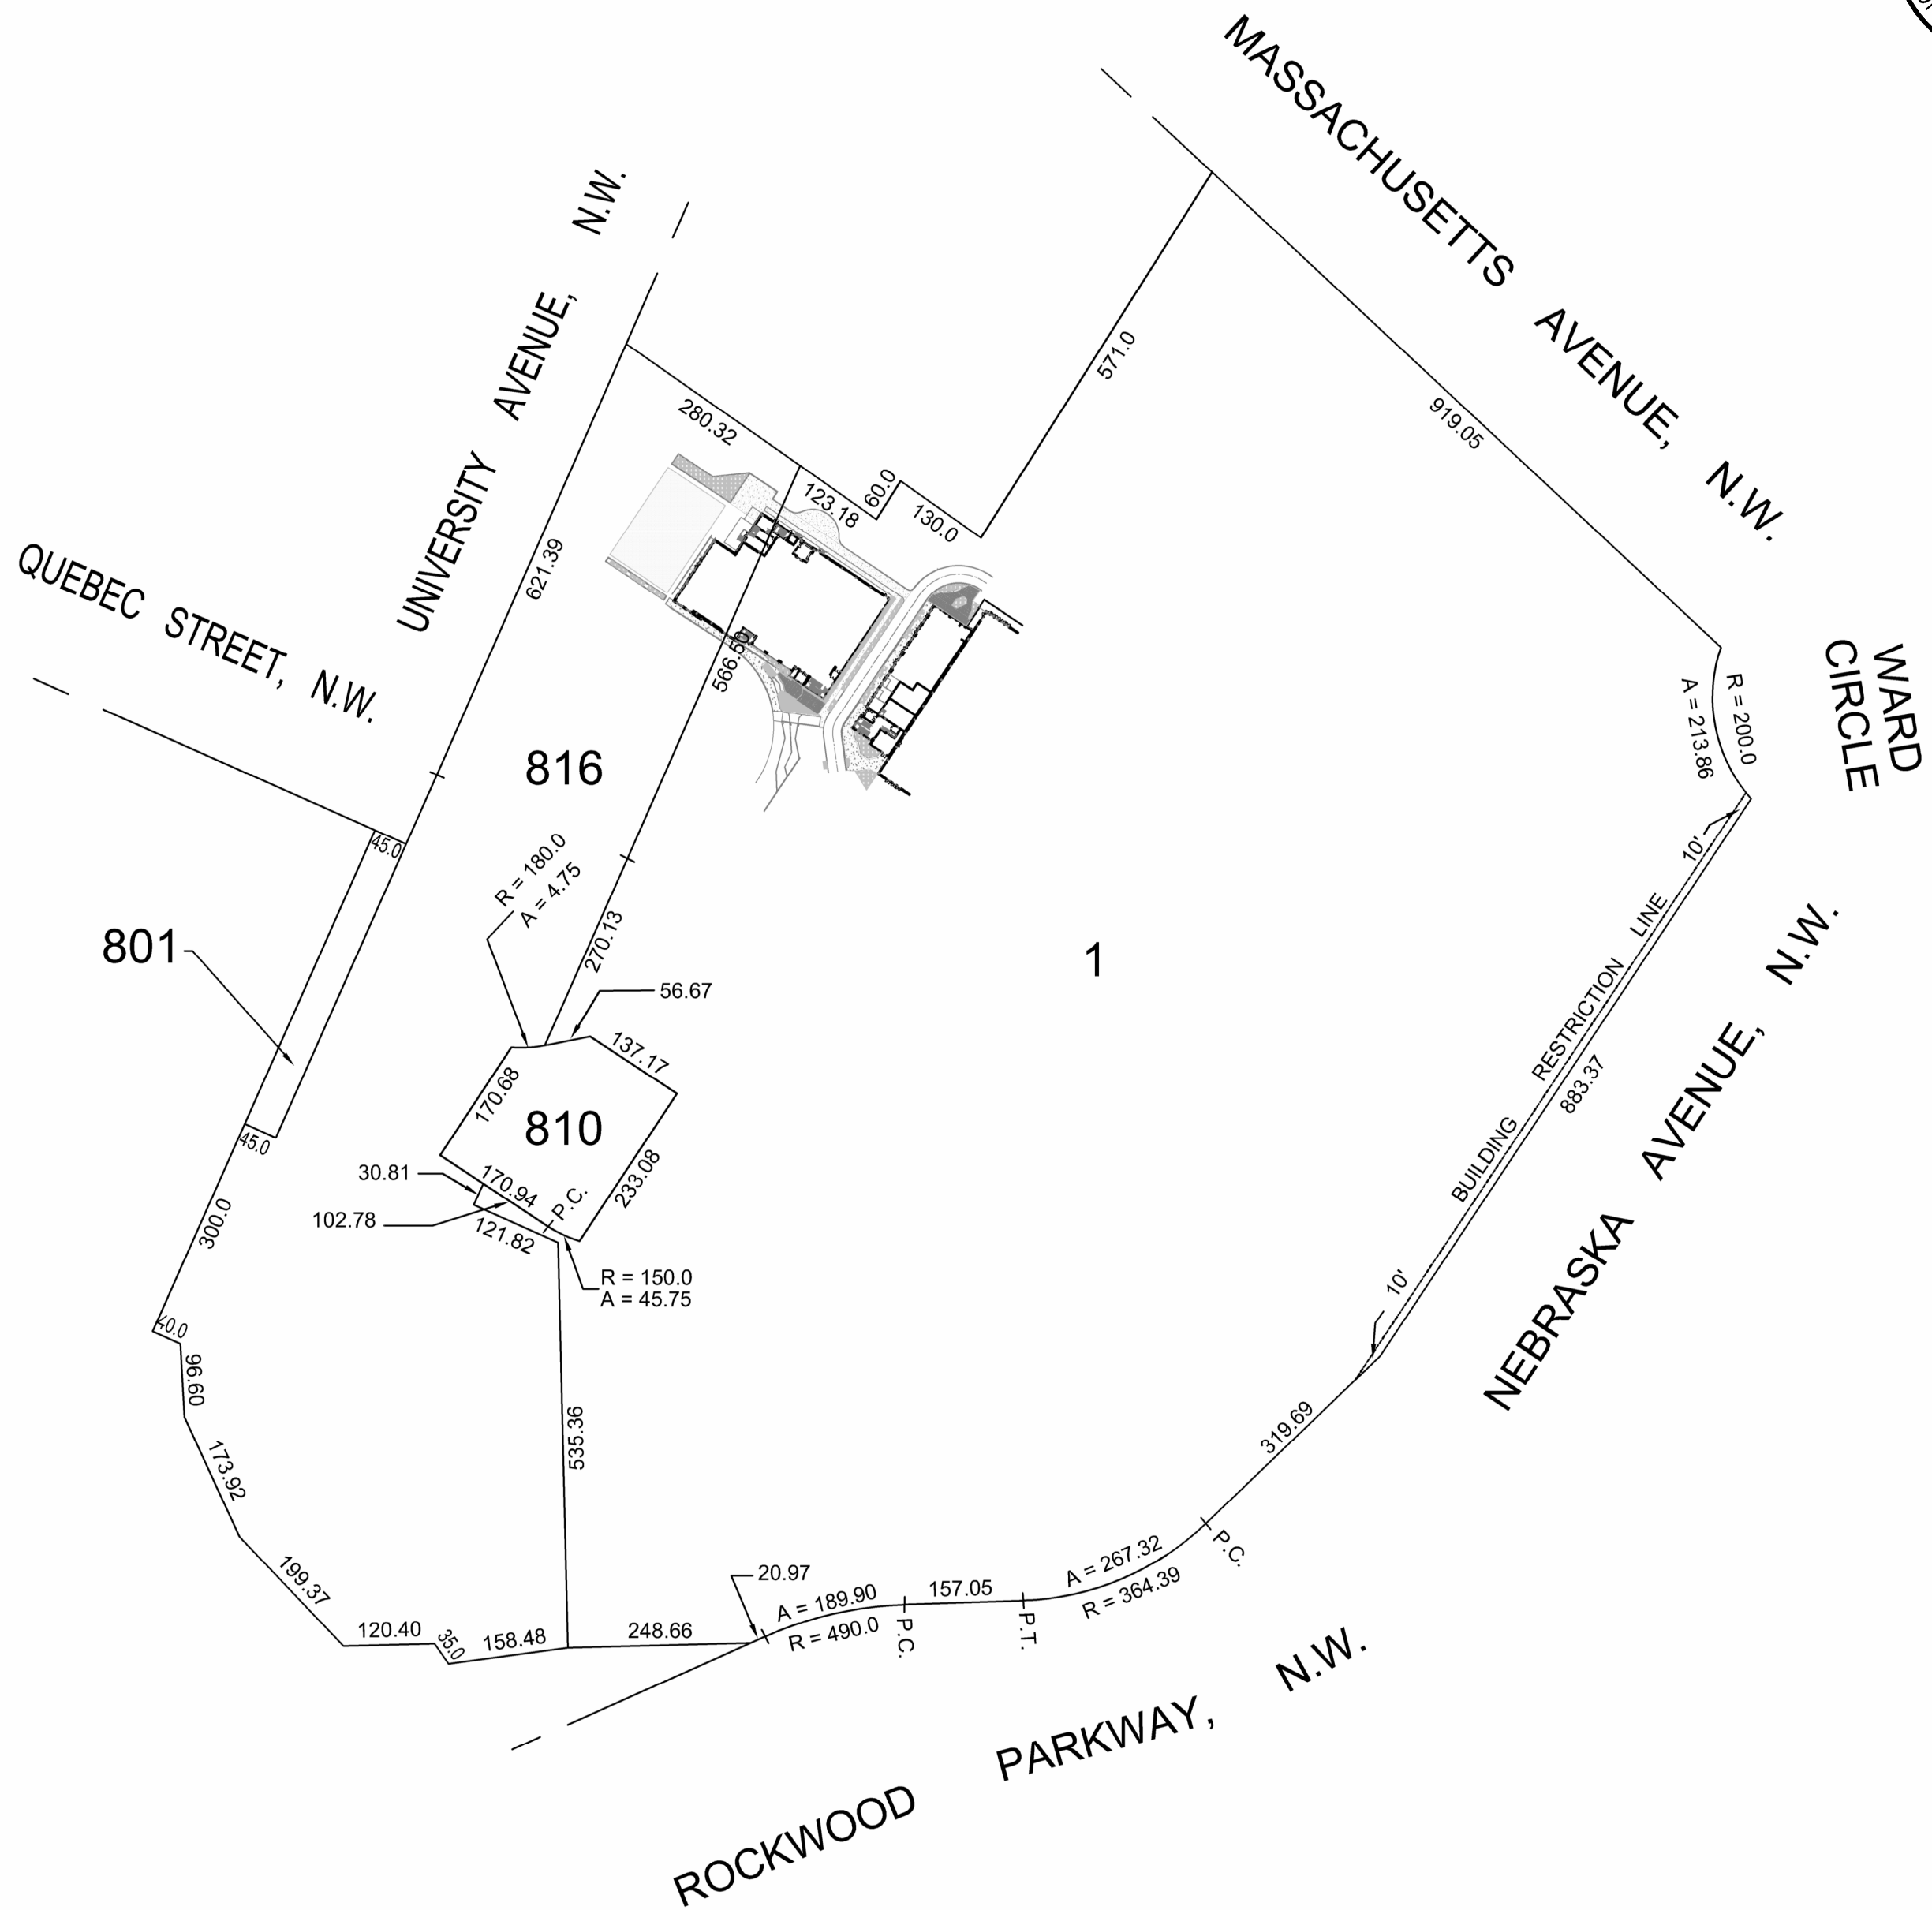 MASSACHUSETTS AVENUE, N.W.
UNIVERSITY AVENUE, N.W.
571.0
919.05
280.32
60.0
123.18
130.0
QUEBEC STREET, N.W.
621.39
566.50
WARD
CIRCLE
R = 200.0
A = 213.86
816
10'
45.0
R = 180.0
A = 4.75
801
270.13
1
LINE
RESTRICTION
BUILDING
883.37
NEBRASKA AVENUE, N.W.
56.67
137.17
170.68
810
45.0
30.81
170.94
P.C.
233.08
102.78
121.82
300.0
R = 150.0
A = 45.75
10'
40.0
96.60
535.36
319.69
173.92
199.37
20.97
A = 267.32
R = 364.39
P.C.
A = 189.90
R = 490.0
157.05
P.C.
P.T.
120.40
35.0
158.48
248.66
ROCKWOOD PARKWAY, N.W.